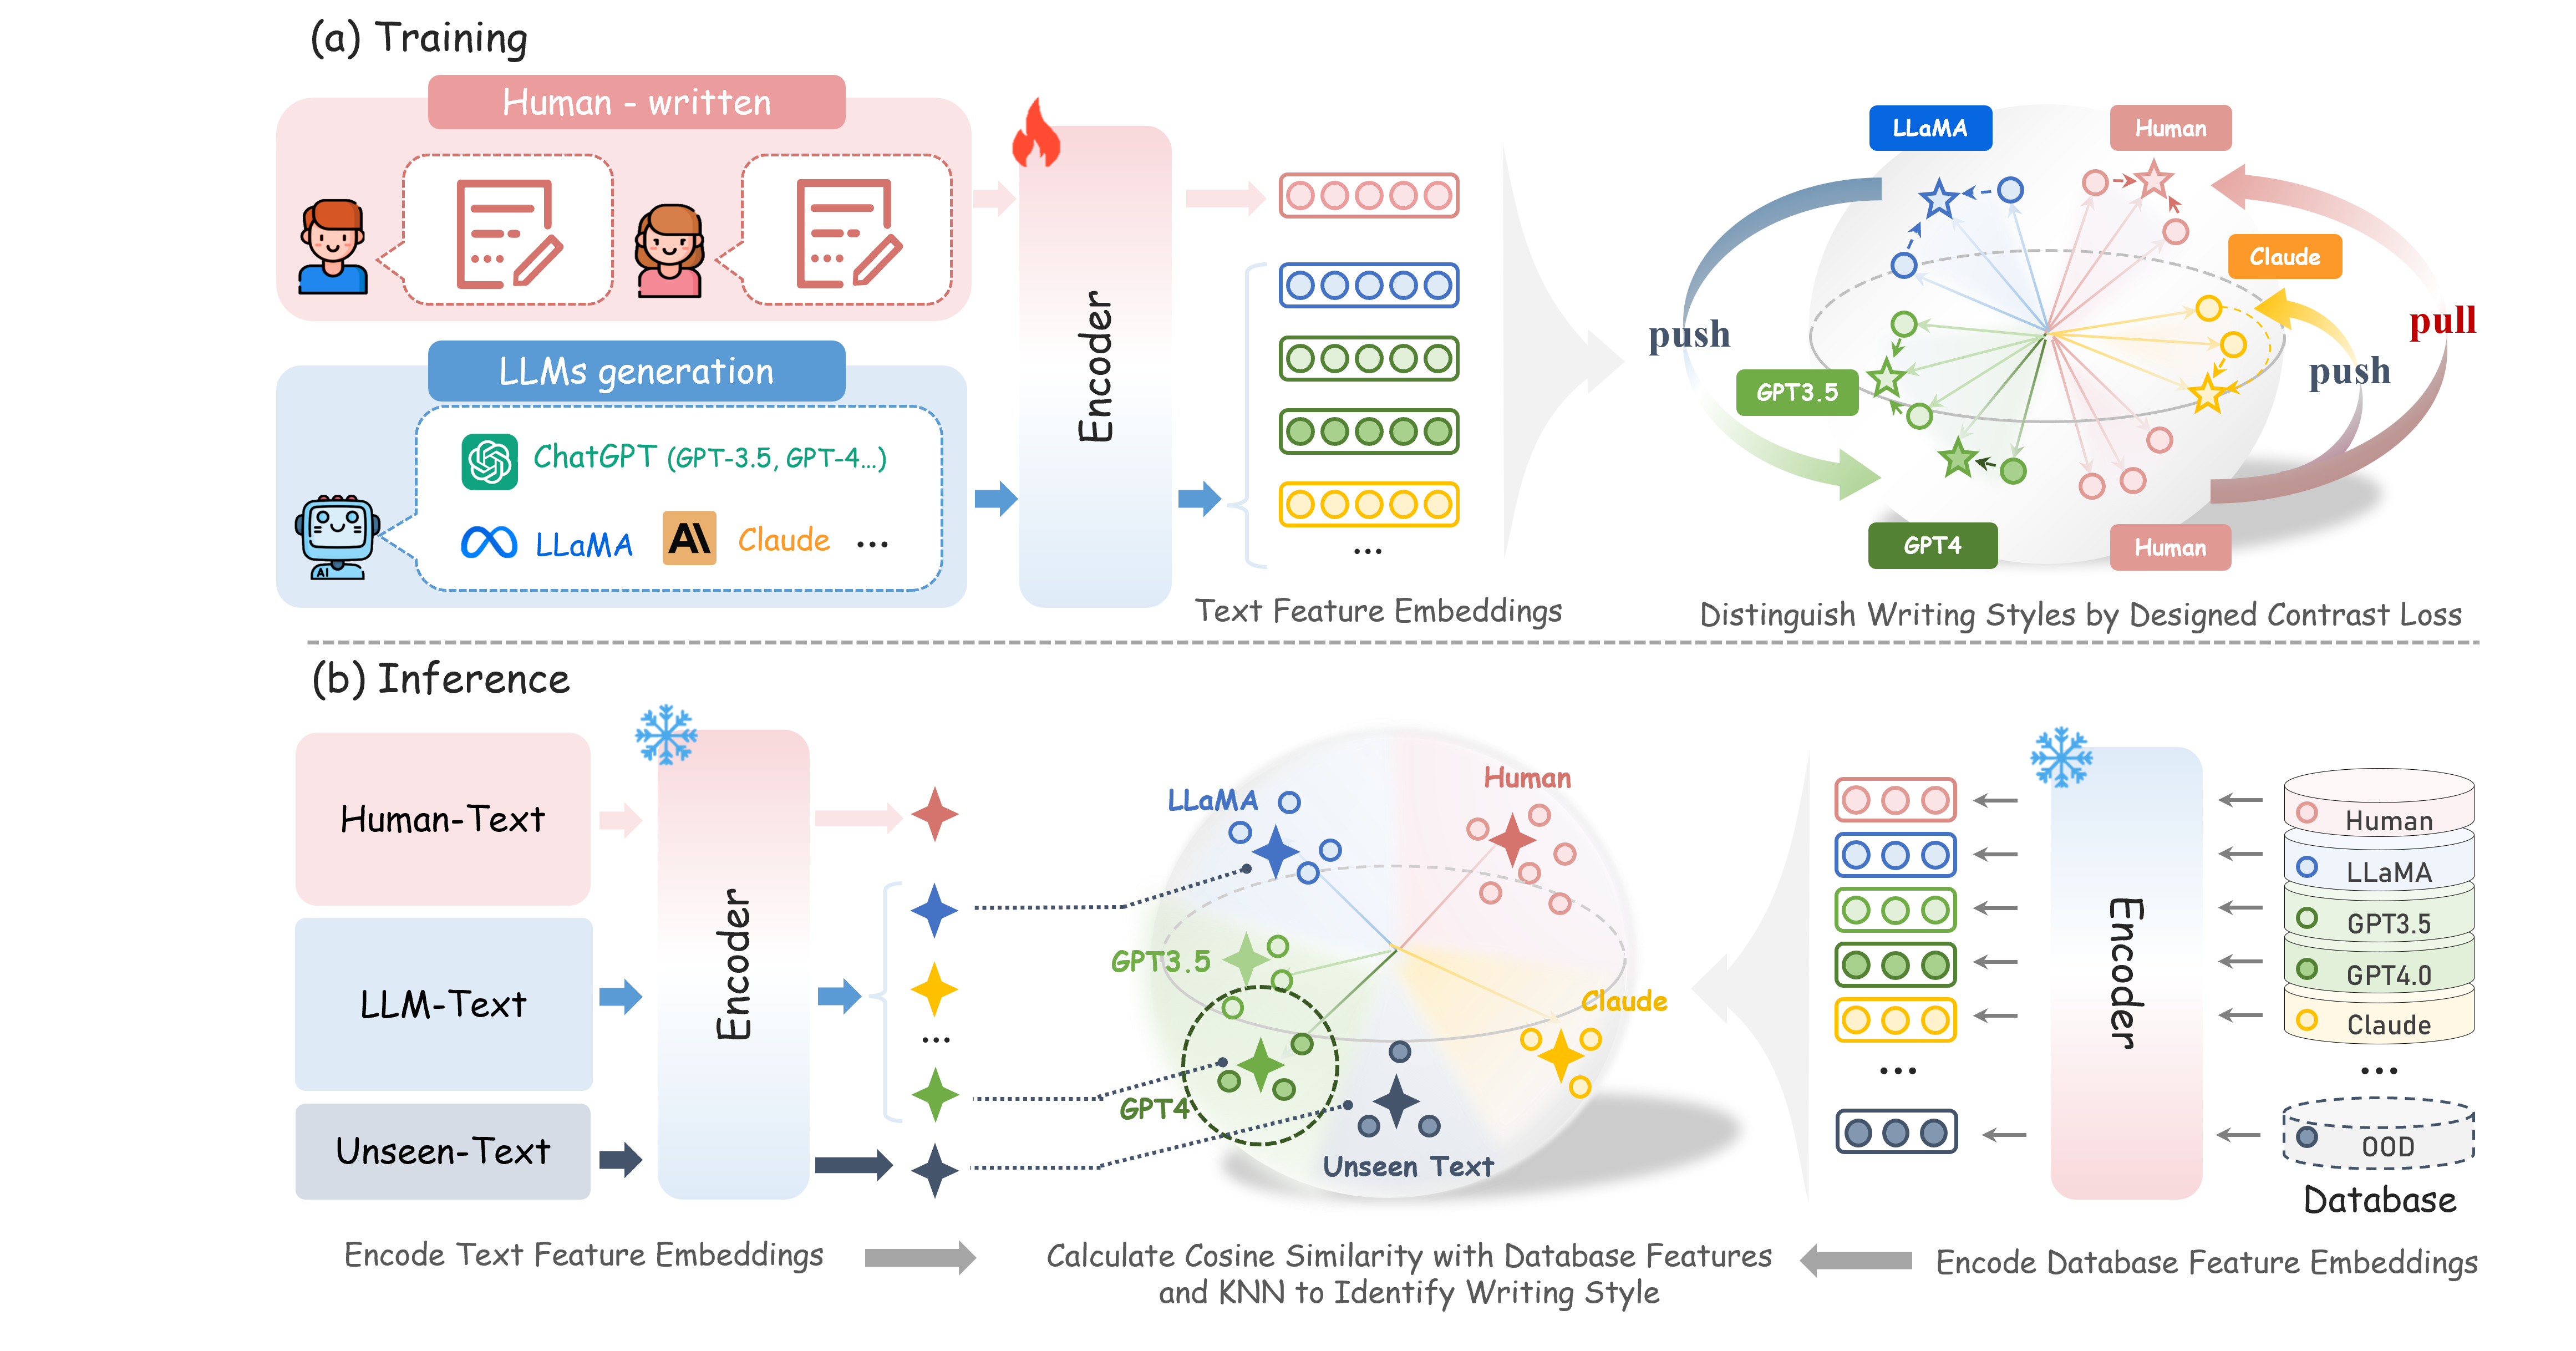 (a) Training
Human - written
LLMs generation
ChatGPT (GPT-3.5, GPT-4...)
LLaMA
AI
Claude
...
AI
Encoder
...
Text Feature Embeddings
LLaMA
Human
Claude
push
pull
push
GPT3.5
GPT4
Human
Distinguish Writing Styles by Designed Contrast Loss
(b) Inference
Human-Text
LLM-Text
Unseen-Text
Encoder
...
LLaMA
Human
GPT3.5
Claude
GPT4
Unseen Text
...
Encoder
Human
LLaMA
GPT3.5
GPT4.0
Claude
...
OOD
Database
Encode Text Feature Embeddings
Calculate Cosine Similarity with Database Features
and KNN to Identify Writing Style
Encode Database Feature Embeddings